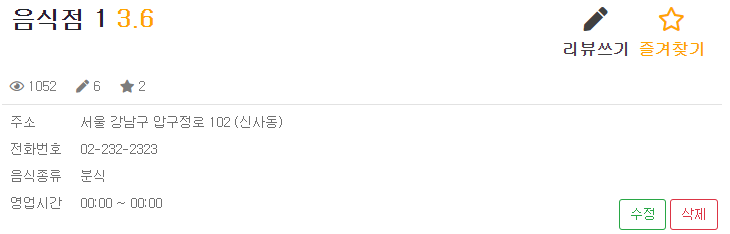 음식점 1 3.6
리뷰쓰기 즐겨찾기
1052 6 2
주소 서울 강남구 압구정로 102 (신사동)
전화번호 02-232-2323
음식종류 분식
영업시간 00:00 ~ 00:00
수정 삭제